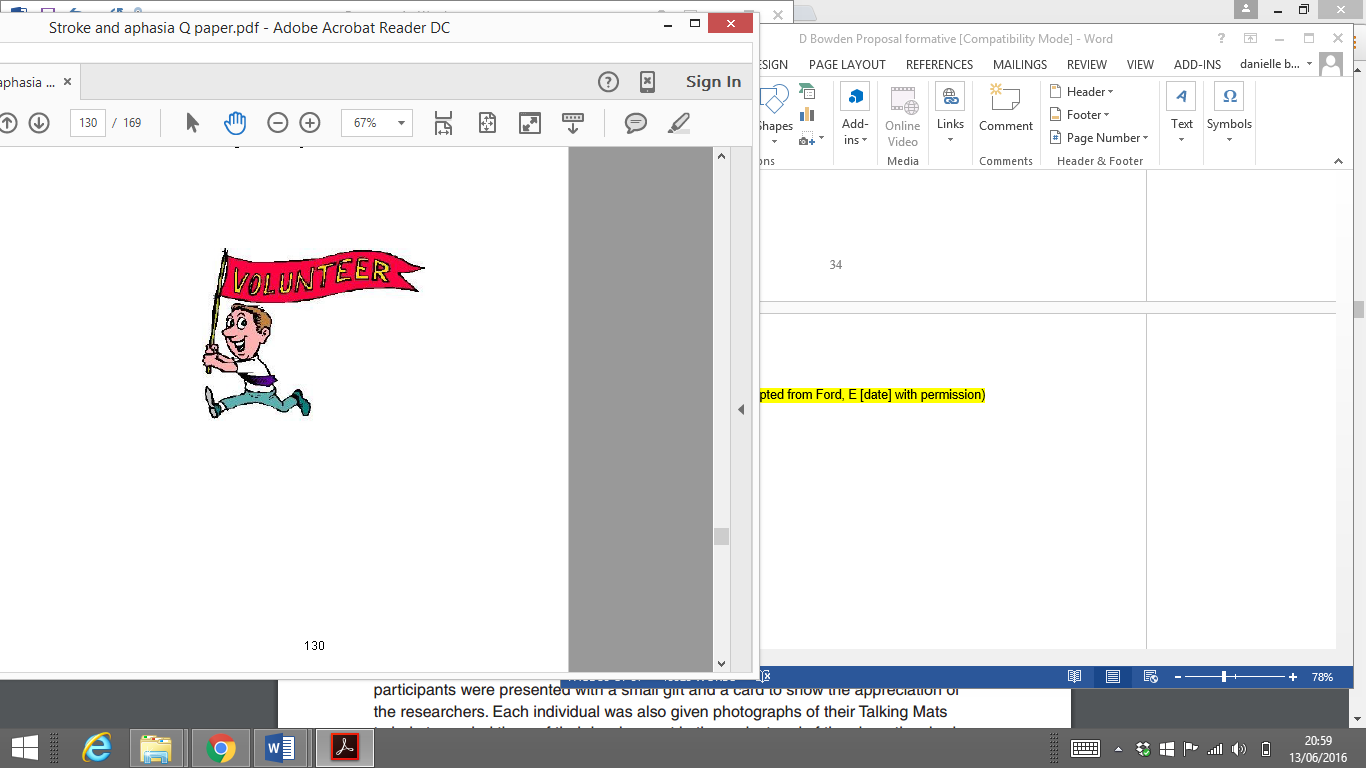 Stroke and aphasia Q paper.pdf - Adobe Acrobat Reader DC
aphasia ...
Sign In
130 / 169
67%
VOLUNTEER
130
D Bowden Proposal formative [Compatibility Mode] - Word
PAGE LAYOUT REFERENCES MAILINGS REVIEW VIEW ADD-INS danielle b...
Add-
ins
Online
Video
Links
Comment
Header
Footer
Page Number
Text
Symbols
Media
Comments
Header & Footer
34
pted from Ford, E [date] with permission)
78%
participants were presented with a small gift and a card to show the appreciation of
the researchers. Each individual was also given photographs of their Talking Mats
20:59
13/06/2016